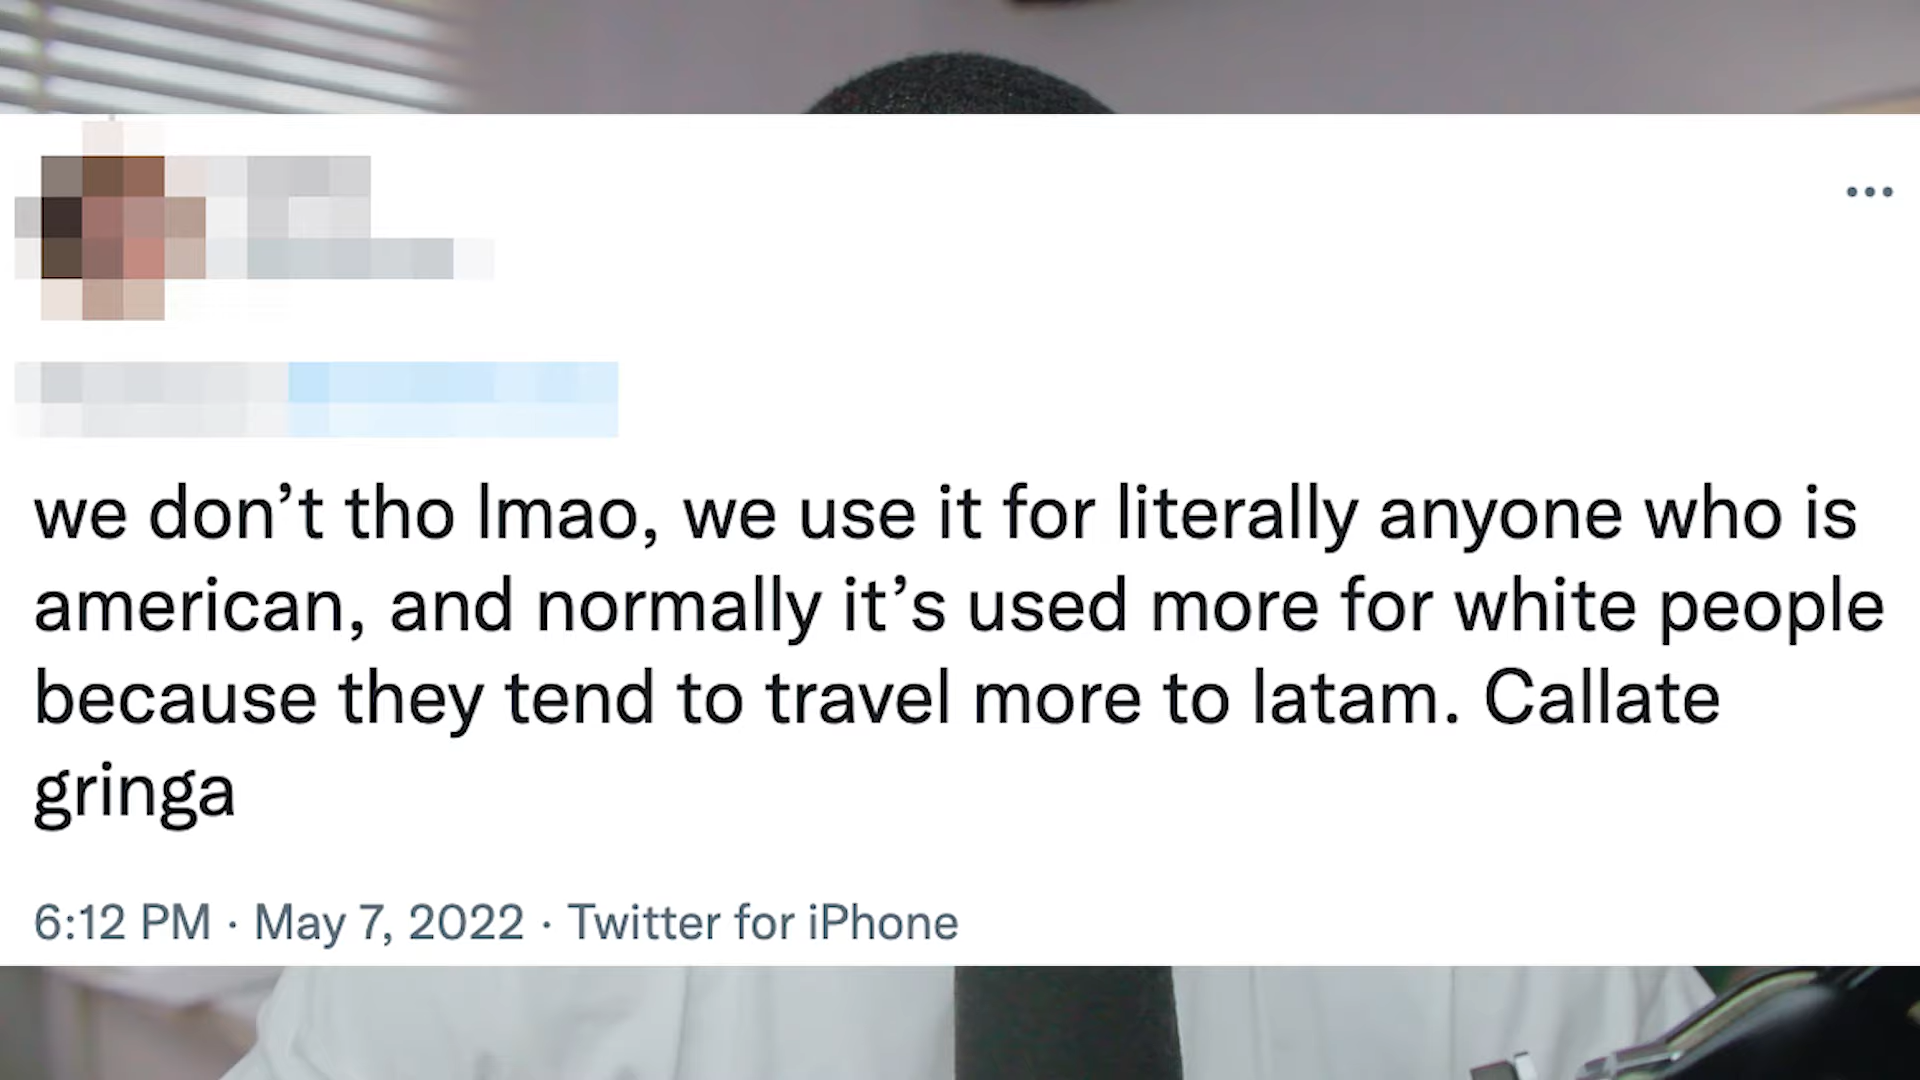 we don’t tho lmao, we use it for literally anyone who is
american, and normally it’s used more for white people
because they tend to travel more to latam. Callate
gringa
6:12 PM · May 7, 2022 · Twitter for iPhone